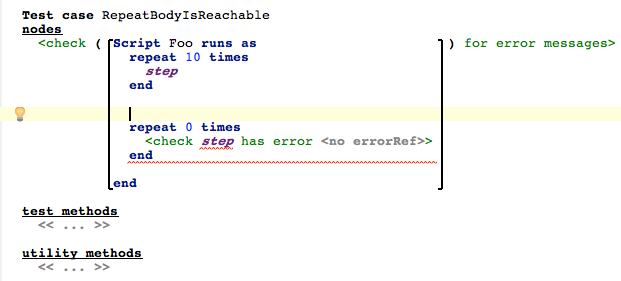 Test case RepeatBodyIsReachable
nodes
<check ( Script Foo runs as ) for error messages>
repeat 10 times
step
end
repeat 0 times
<check step has error <no errorRef>>
end
end
test methods
<< ... >>
utility methods
<< ... >>